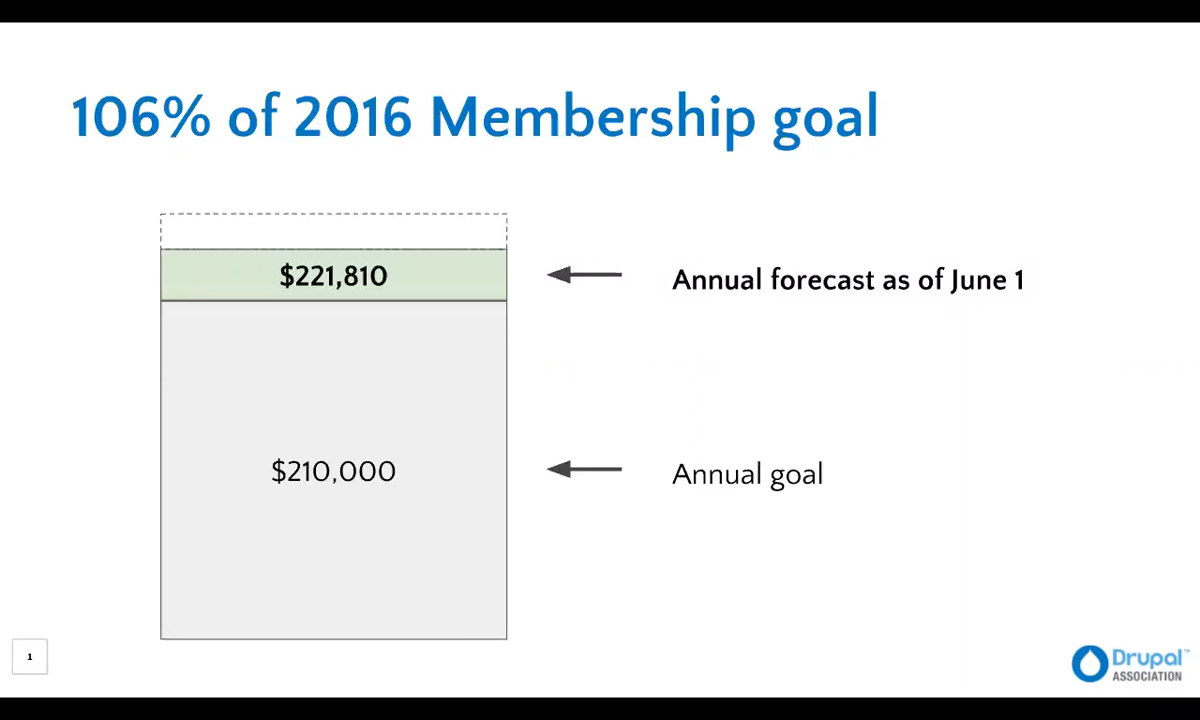 106% of 2016 Membership goal
$221,810
Annual forecast as of June 1
$210,000
Annual goal
1
Drupal™
ASSOCIATION